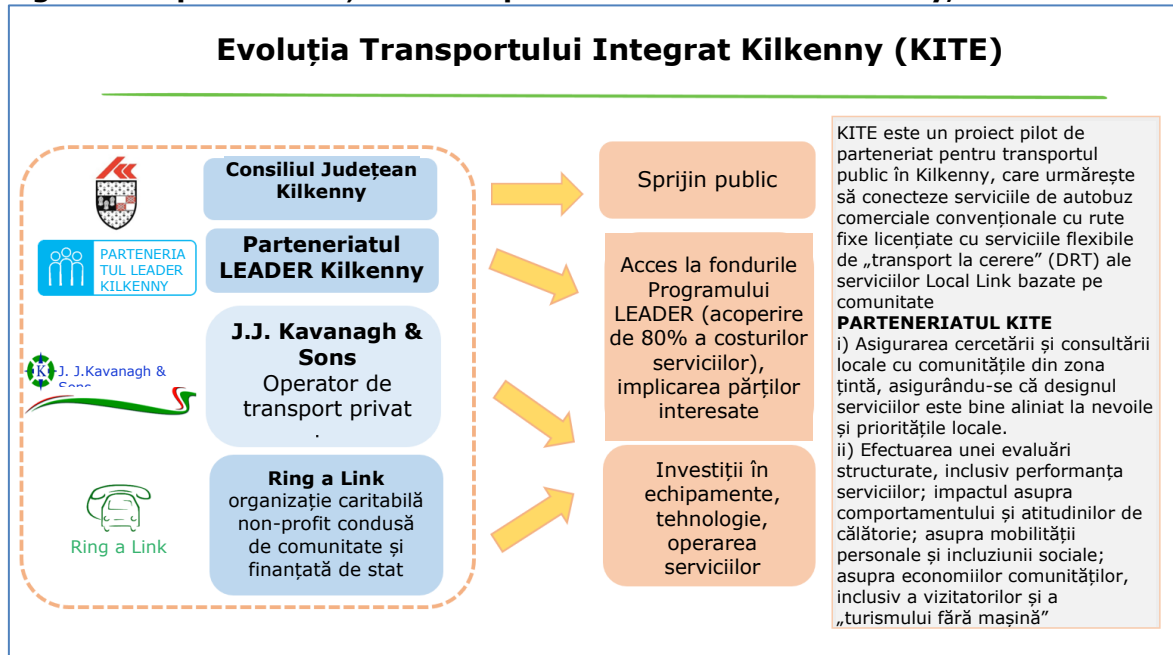 Evoluția Transportului Integrat Kilkenny (KITE)
Consiliul Județean
Kilkenny
PARTENERIA
TUL LEADER
KILKENNY
Parteneriatul
LEADER Kilkenny
J. J.Kavanagh &
J.J. Kavanagh &
Sons
Operator de
transport privat
.
Ring a Link
Ring a Link
organizație caritabilă
non-profit condusă
de comunitate și
finanțată de stat
Sprijin public
Acces la fondurile
Programului
LEADER (acoperire
de 80% a costurilor
serviciilor),
implicarea părților
interesate
Investiții în
echipamente,
tehnologie,
operarea
serviciilor
KITE este un proiect pilot de
parteneriat pentru transportul
public în Kilkenny, care urmărește
să conecteze serviciile de autobuz
comerciale convenționale cu rute
fixe licențiate cu serviciile flexibile
de „transport la cerere” (DRT) ale
serviciilor Local Link bazate pe
comunitate
PARTENERIATUL KITE
i) Asigurarea cercetării și consultării
locale cu comunitățile din zona
țintă, asigurându-se că designul
serviciilor este bine aliniat la nevoile
și prioritățile locale.
ii) Efectuarea unei evaluări
structurate, inclusiv performanța
serviciilor; impactul asupra
comportamentului și atitudinilor de
călătorie; asupra mobilității
personale și incluziunii sociale;
asupra economiilor comunităților,
inclusiv a vizitatorilor și a
„turismului fără mașină”